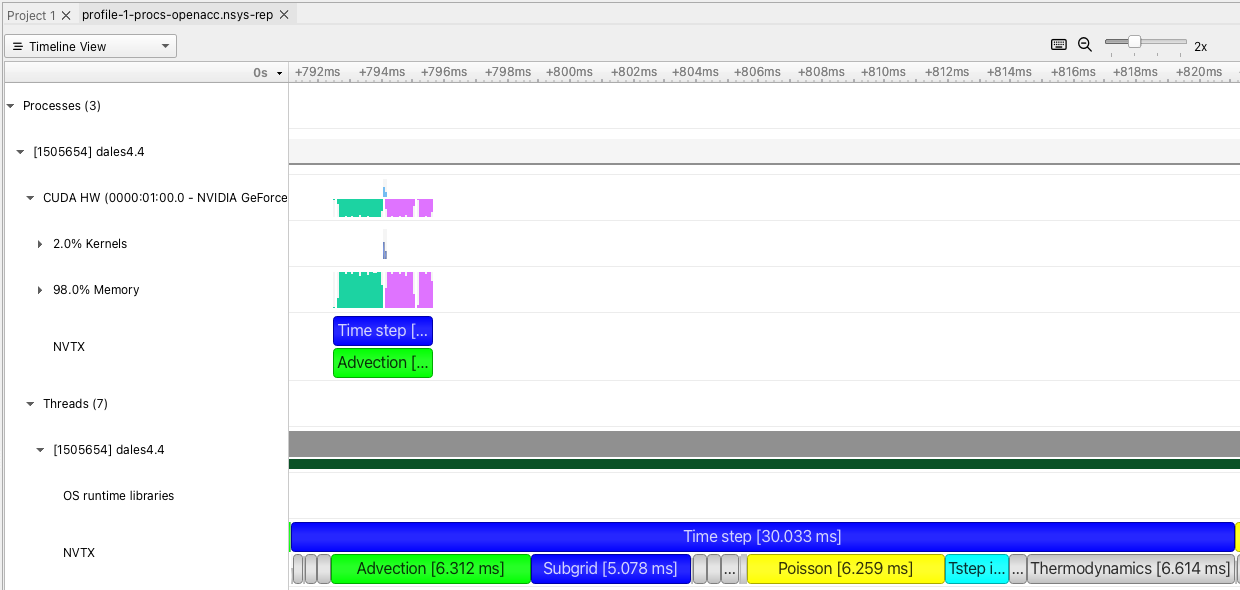 Project 1 profile-1-procs-openacc.nsys-rep
Timeline View 2x
0s +792ms +794ms +796ms +798ms +800ms +802ms +804ms +806ms +808ms +810ms +812ms +814ms +816ms +818ms +820ms
Processes (3)
[1505654] dales4.4
CUDA HW (0000:01:00.0 - NVIDIA GeForce
2.0% Kernels
98.0% Memory
NVTX
Time step [...
Advection [...
Threads (7)
[1505654] dales4.4
OS runtime libraries
NVTX
Time step [30.033 ms]
Advection [6.312 ms] Subgrid [5.078 ms] ... Poisson [6.259 ms] Tstep i... ... Thermodynamics [6.614 ms]